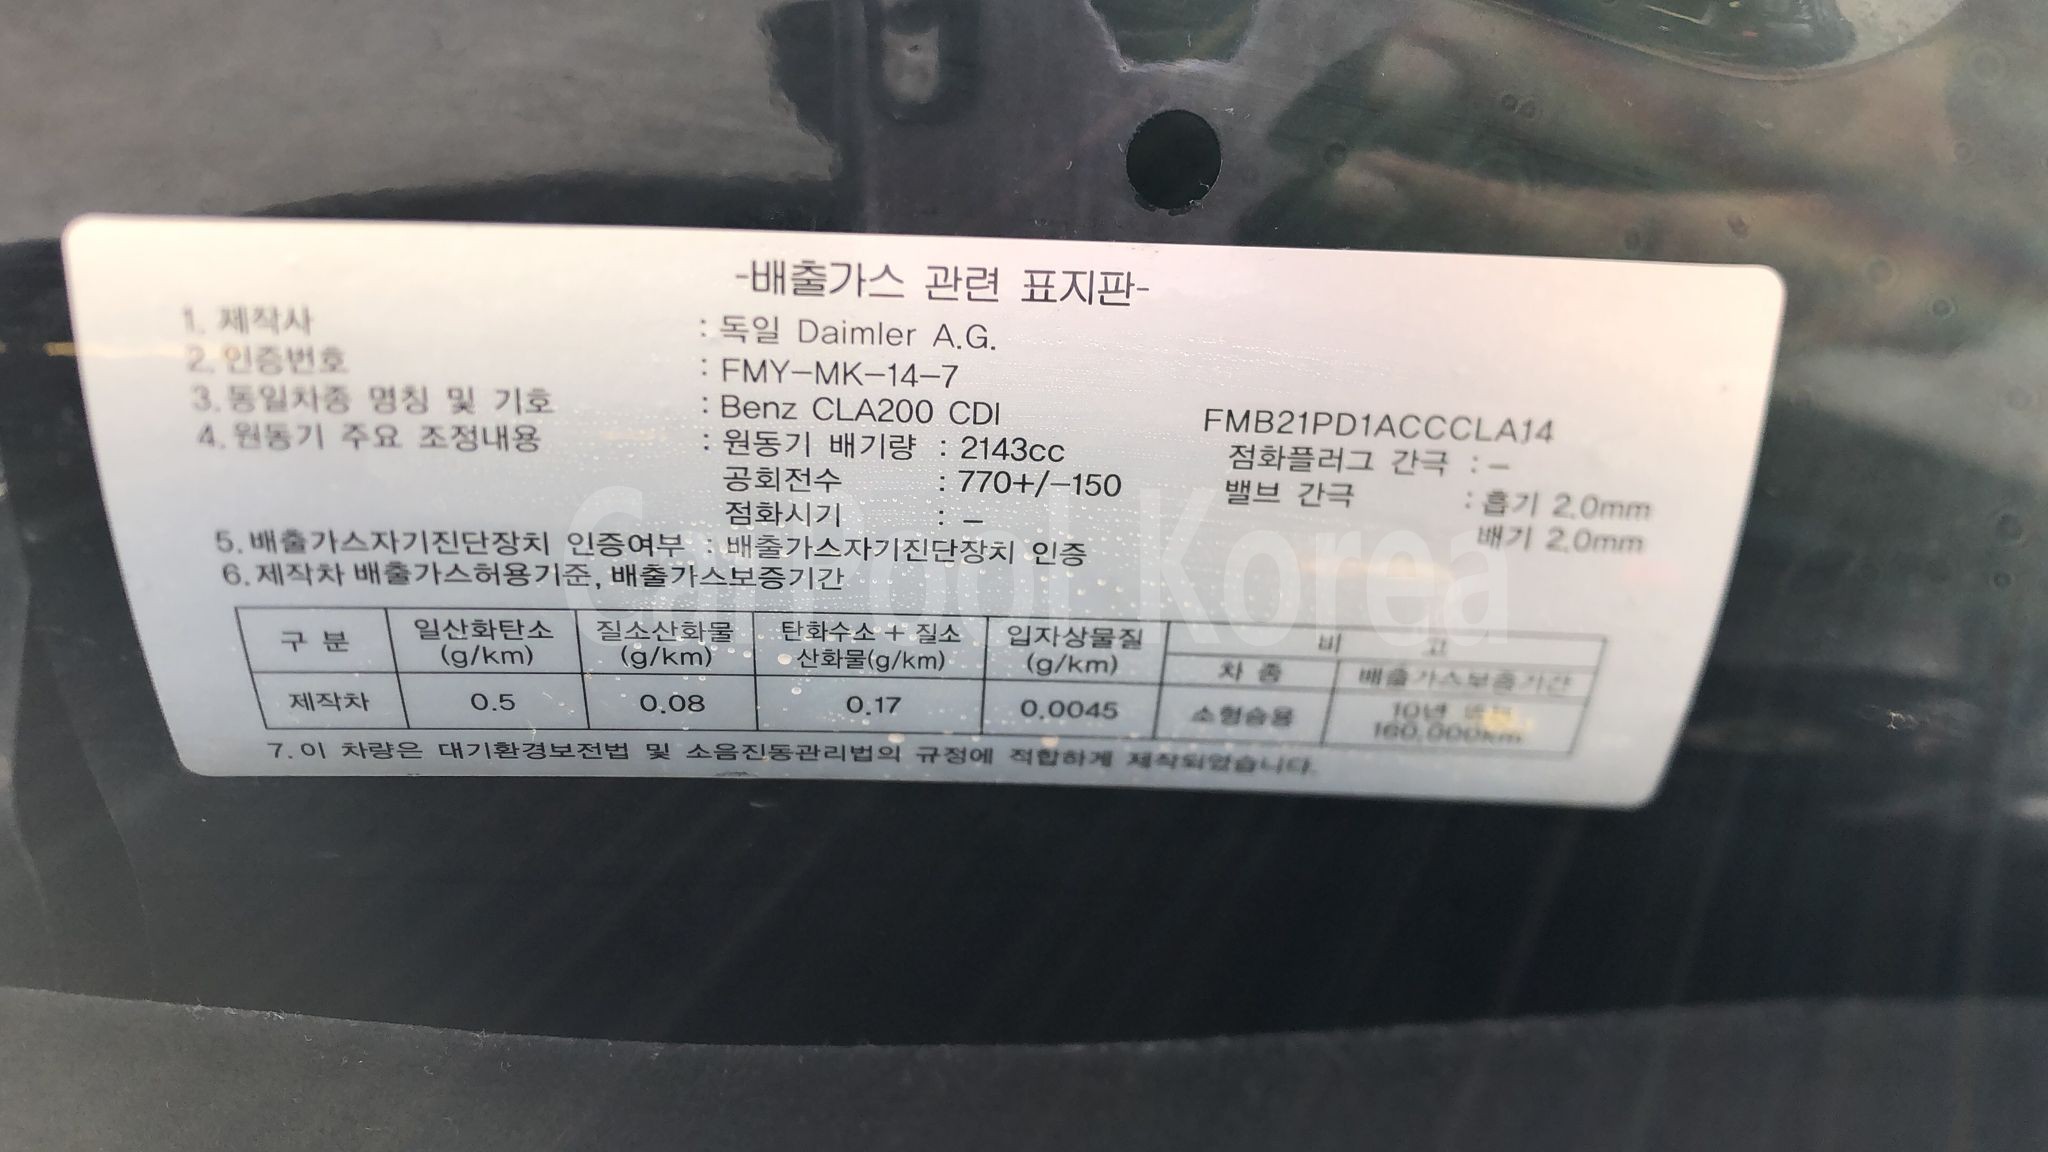 -배출가스 관련 표지판-
1. 제작사 : 독일 Daimler A.G.
2. 인증번호 : FMY-MK-14-7
3. 동일차종 명칭 및 기호 : Benz CLA200 CDI FMB21PD1ACCCLA14
4. 원동기 주요 조정내용 : 원동기 배기량 : 2143cc 점화플러그 간극 : -
공회전수 : 770+/-150 밸브 간극 : 흡기 2.0mm
점화시기 : - 배기 2.0mm
5. 배출가스자기진단장치 인증여부 : 배출가스자기진단장치 인증
6. 제작차 배출가스허용기준, 배출가스보증기간
구분 일산화탄소 (g/km) 질소산화물 (g/km) 탄화수소 + 질소산화물(g/km) 입자상물질 (g/km) 비 고
차 종 배출가스보증기간
제작차 0.5 0.08 0.17 0.0045 소형승용 10년
160,000km
7. 이 차량은 대기환경보전법 및 소음진동관리법의 규정에 적합하게 제작되었습니다.
CarPool Korea